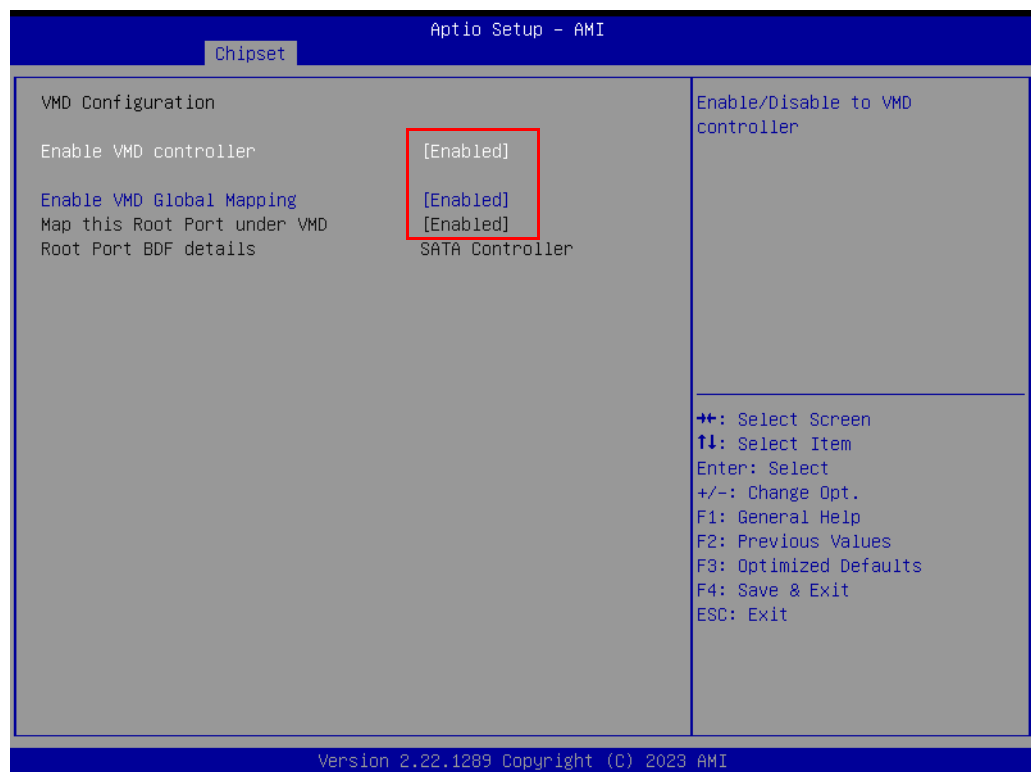 Aptio Setup – AMI
Chipset
VMD Configuration
Enable VMD controller [Enabled]
Enable VMD Global Mapping [Enabled]
Map this Root Port under VMD [Enabled]
Root Port BDF details SATA Controller
Enable/Disable to VMD
controller
→←: Select Screen
↑↓: Select Item
Enter: Select
+/-: Change Opt.
F1: General Help
F2: Previous Values
F3: Optimized Defaults
F4: Save & Exit
ESC: Exit
Version 2.22.1289 Copyright (C) 2023 AMI